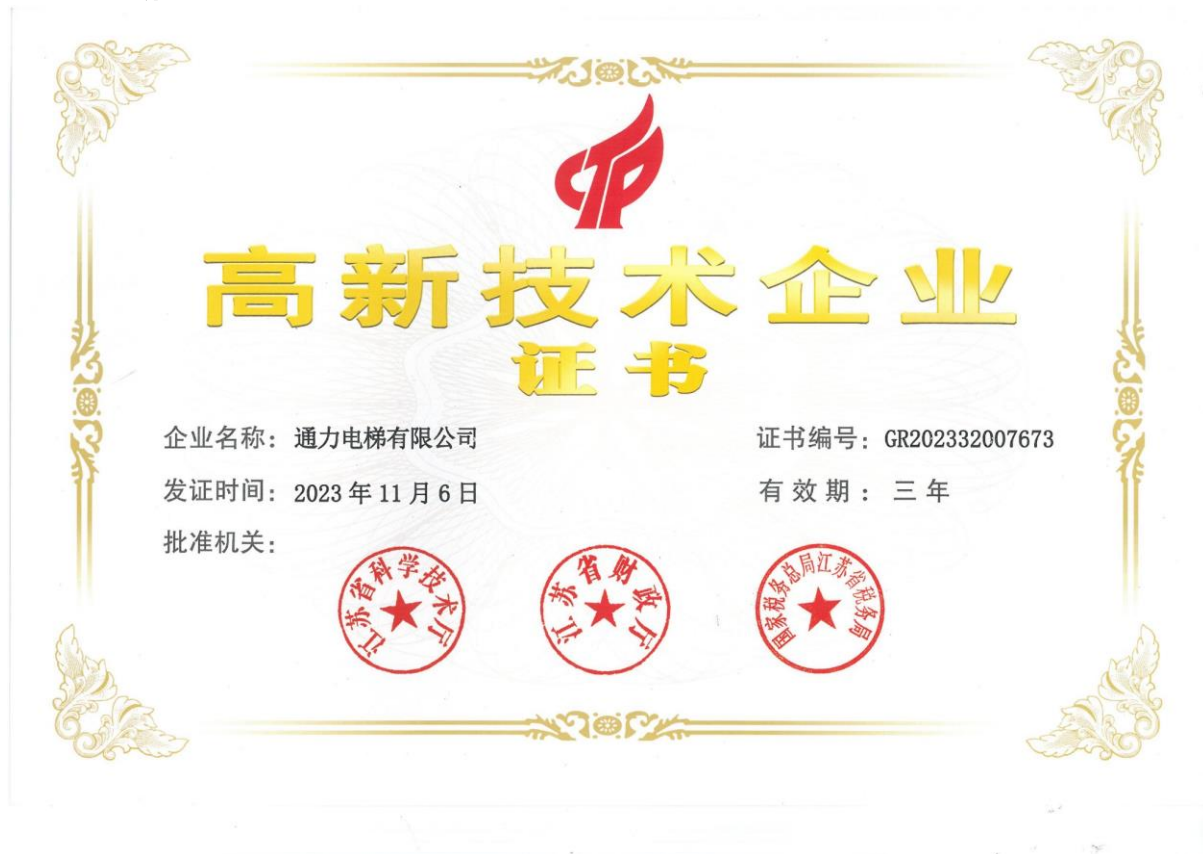 高新技术企业
证书
企业名称：通力电梯有限公司
证书编号：GR202332007673
发证时间：2023年11月6日
有效期：三年
批准机关：
江苏省科学技术厅
江苏省财政厅
国家税务总局江苏省税务局